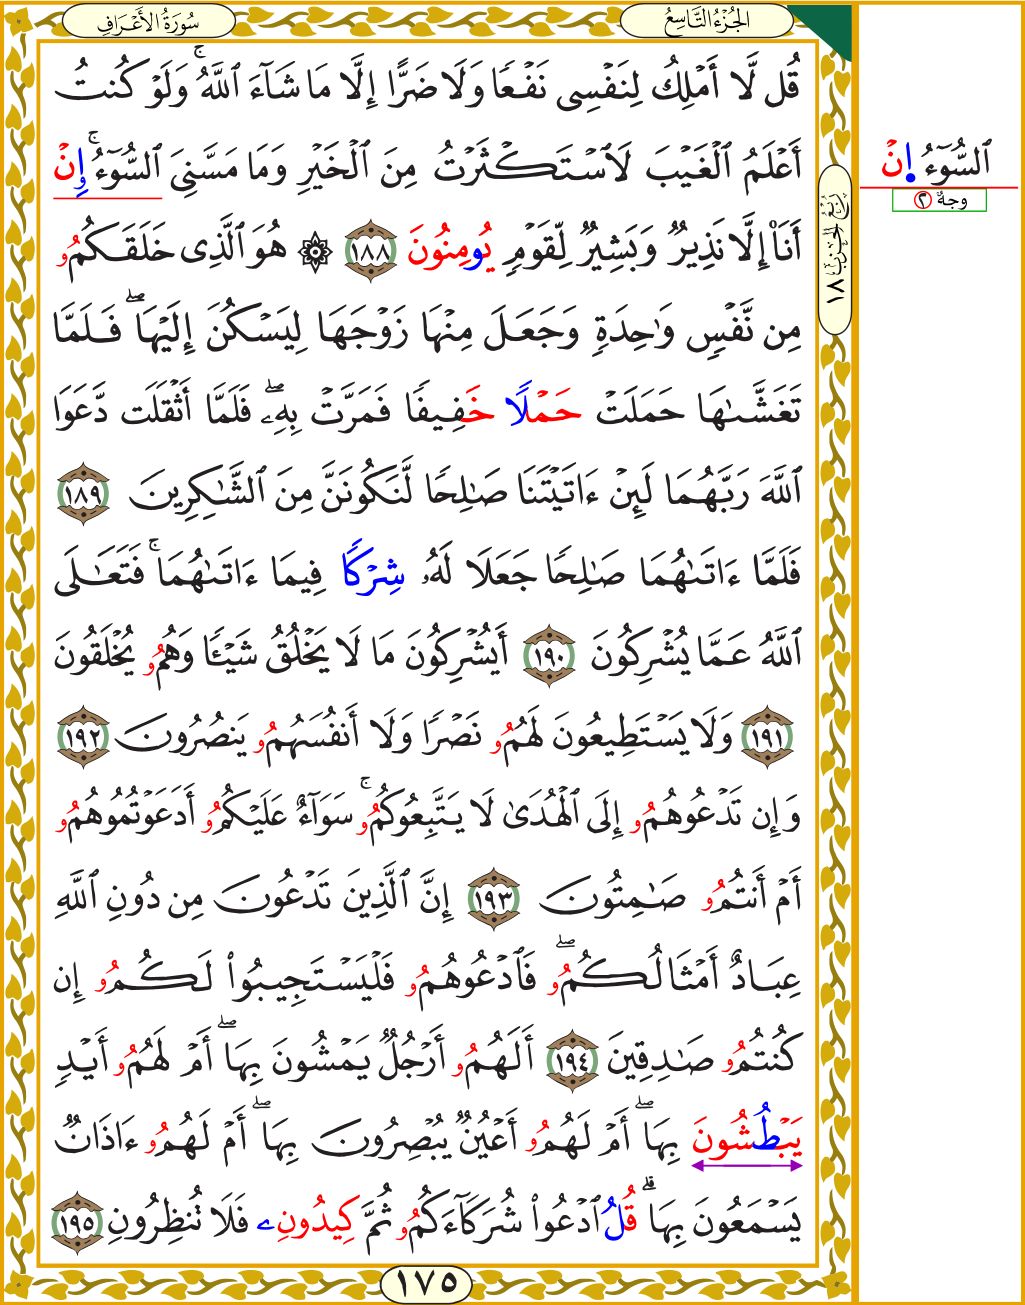 سُورَةُ الأَعْرَافِ
الجُزْءُ التَّاسِعُ
قُل لَّا أَمْلِكُ لِنَفْسِى نَفْعًا وَلَا ضَرًّا إِلَّا مَا شَآءَ ٱللَّهُ ۚ وَلَوْ كُنتُ
أَعْلَمُ ٱلْغَيْبَ لَٱسْتَكْثَرْتُ مِنَ ٱلْخَيْرِ وَمَا مَسَّنِىَ ٱلسُّوٓءُ ۚ إِنْ
أَنَا۠ إِلَّا نَذِيرٌ وَبَشِيرٌ لِّقَوْمٍ يُومِنُونَ ١٨٨ ۞ هُوَ ٱلَّذِى خَلَقَكُمُۥ
مِن نَّفْسٍ وَٰحِدَةٍ وَجَعَلَ مِنْهَا زَوْجَهَا لِيَسْكُنَ إِلَيْهَا ۖ فَلَمَّا
تَغَشَّىٰهَا حَمَلَتْ حَمْلًا خَفِيفًا فَمَرَّتْ بِهِۦ ۖ فَلَمَّا أَثْقَلَت دَّعَوَا
ٱللَّهَ رَبَّهُمَا لَئِنْ ءَاتَيْتَنَا صَٰلِحًا لَّنَكُونَنَّ مِنَ ٱلشَّٰكِرِينَ ١٨٩
فَلَمَّا ءَاتَىٰهُمَا صَٰلِحًا جَعَلَا لَهُۥ شِرْكًا فِيمَا ءَاتَىٰهُمَا ۚ فَتَعَٰلَى
ٱللَّهُ عَمَّا يُشْرِكُونَ ١٩٠ أَيُشْرِكُونَ مَا لَا يَخْلُقُ شَيْـًٔا وَهُمُۥ يُخْلَقُونَ
١٩١ وَلَا يَسْتَطِيعُونَ لَهُمُۥ نَصْرًا وَلَا أَنفُسَهُمُۥ يَنصُرُونَ ١٩٢
وَإِن تَدْعُوهُمُۥ إِلَى ٱلْهُدَىٰ لَا يَتَّبِعُوكُمُۥ ۚ سَوَآءٌ عَلَيْكُمُۥ أَدَعَوْتُمُوهُمُۥ
أَمْ أَنتُمُۥ صَٰمِتُونَ ١٩٣ إِنَّ ٱلَّذِينَ تَدْعُونَ مِن دُونِ ٱللَّهِ
عِبَادٌ أَمْثَالُكُمُۥ ۖ فَٱدْعُوهُمُۥ فَلْيَسْتَجِيبُوا۟ لَكُمُۥ إِن
كُنتُمُۥ صَٰدِقِينَ ١٩٤ أَلَهُمُۥ أَرْجُلٌ يَمْشُونَ بِهَا ۖ أَمْ لَهُمُۥ أَيْدٍ
يَبْطُشُونَ بِهَا ۖ أَمْ لَهُمُۥ أَعْيُنٌ يُبْصِرُونَ بِهَا ۖ أَمْ لَهُمُۥ ءَاذَانٌ
يَسْمَعُونَ بِهَا ۗ قُلُ ٱدْعُوا۟ شُرَكَآءَكُمُۥ ثُمَّ كِيدُونِۦ فَلَا تُنظِرُونِ ١٩٥
١٧٥
رُبْعُ الحِزْبِ ١٨
ٱلسُّوٓءُ إِنْ
وجهُ ٢